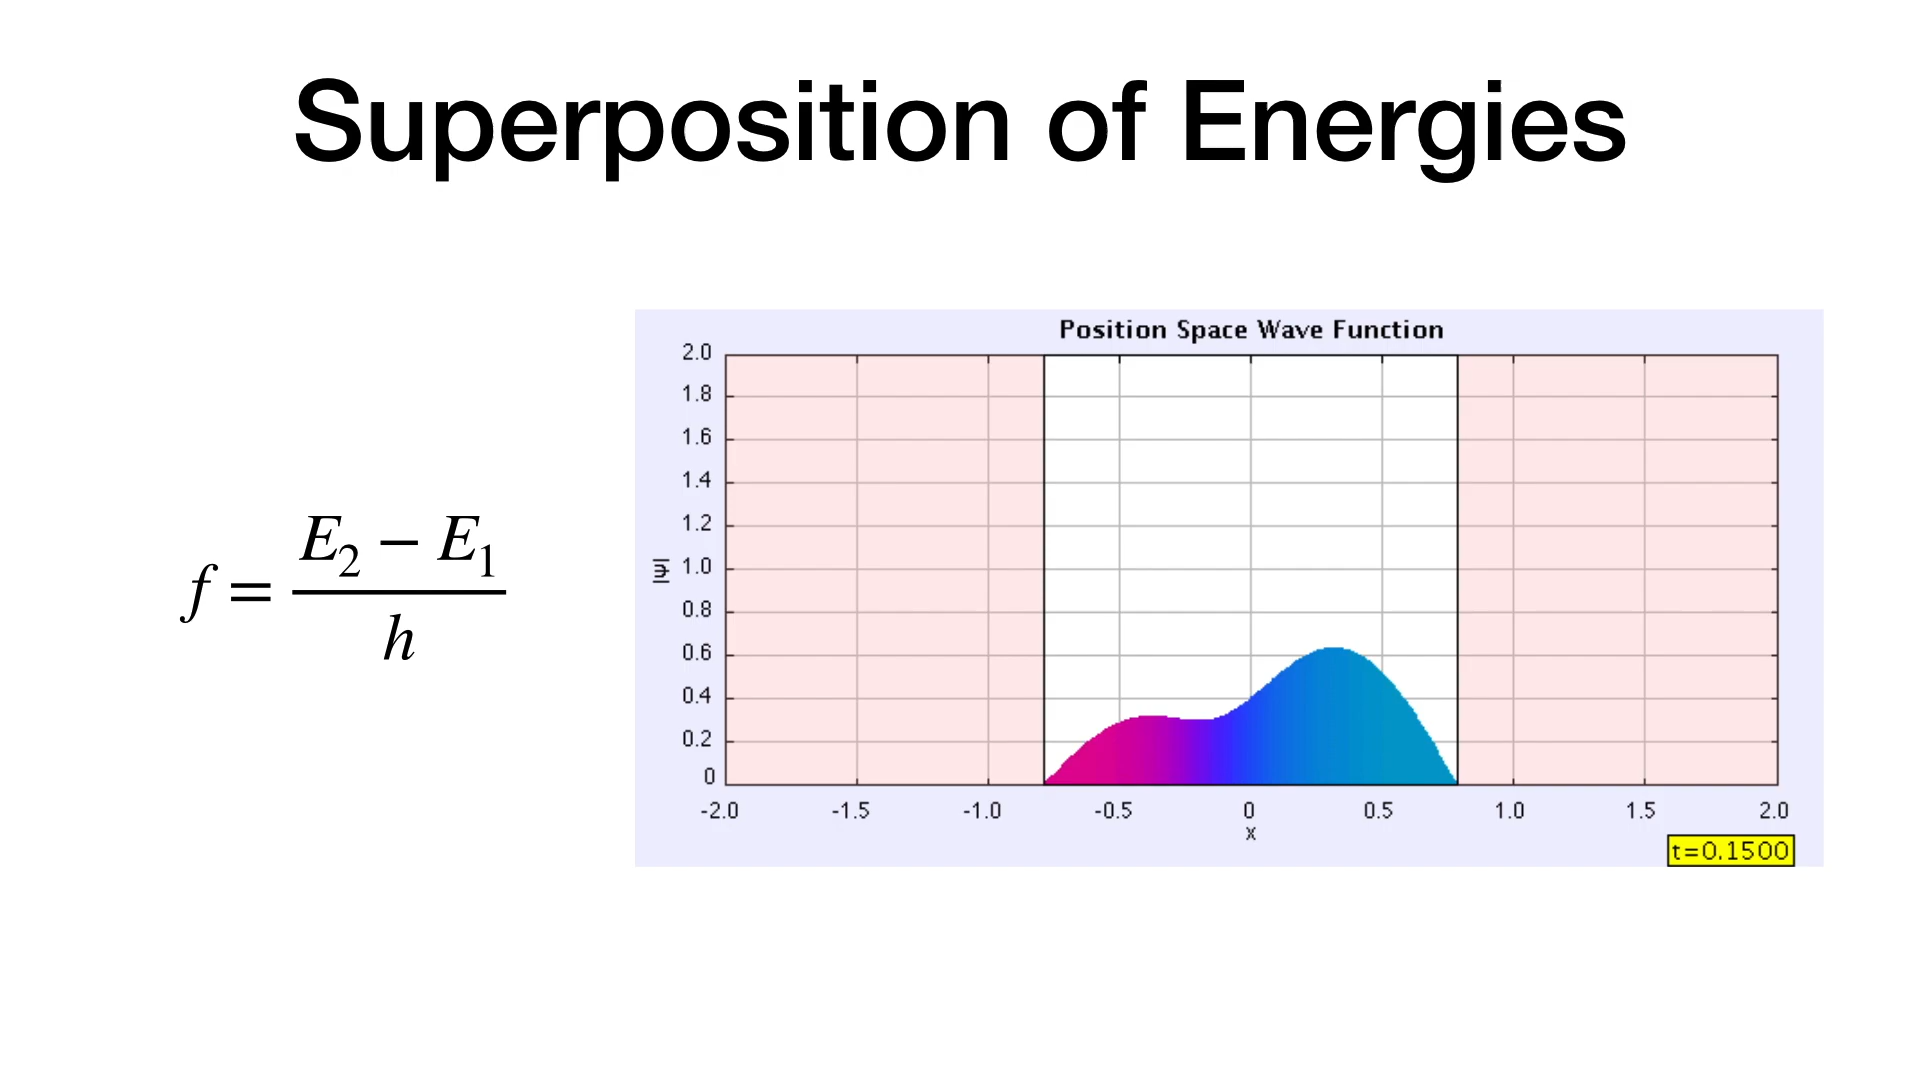 Superposition of Energies
f = E₂ − E₁ / h
Position Space Wave Function
2.0
1.8
1.6
1.4
1.2
1.0
0.8
0.6
0.4
0.2
0
|Ψ|
-2.0 -1.5 -1.0 -0.5 0 0.5 1.0 1.5 2.0
x
t=0.1500